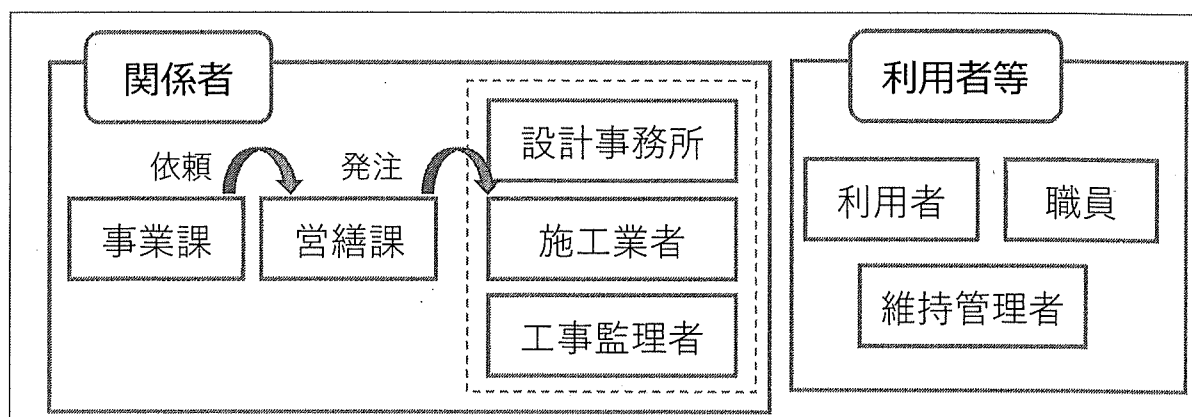 関係者
依頼
発注
事業課
営繕課
設計事務所
施工業者
工事監理者
利用者等
利用者
職員
維持管理者